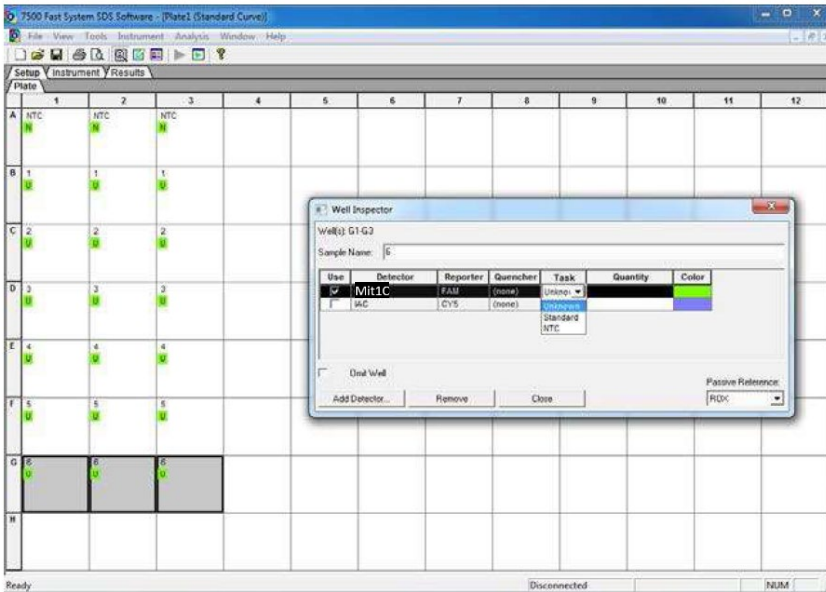 7500 Fast System SDS Software - [Plate1 (Standard Curve)]
File View Tools Instrument Analysis Window Help
Setup Instrument Results
Plate
1 2 3 4 5 6 7 8 9 10 11 12
A NTC NTC NTC
N N N
B 1 1 1
U U U
C 2 2 2
U U U
D 3 3 3
U U U
E 4 4 4
U U U
F 5 5 5
U U U
G 6 6 6
U U U
H
Well Inspector
Well(s): G1-G3
Sample Name: 6
Use Detector Reporter Quencher Task Quantity Color
Mit1C FAM (none) Unknow
IAC CY5 (none)
Unknown
Standard
NTC
Omit Well
Passive Reference:
Add Detector... Remove Close ROX
Ready Disconnected NUM